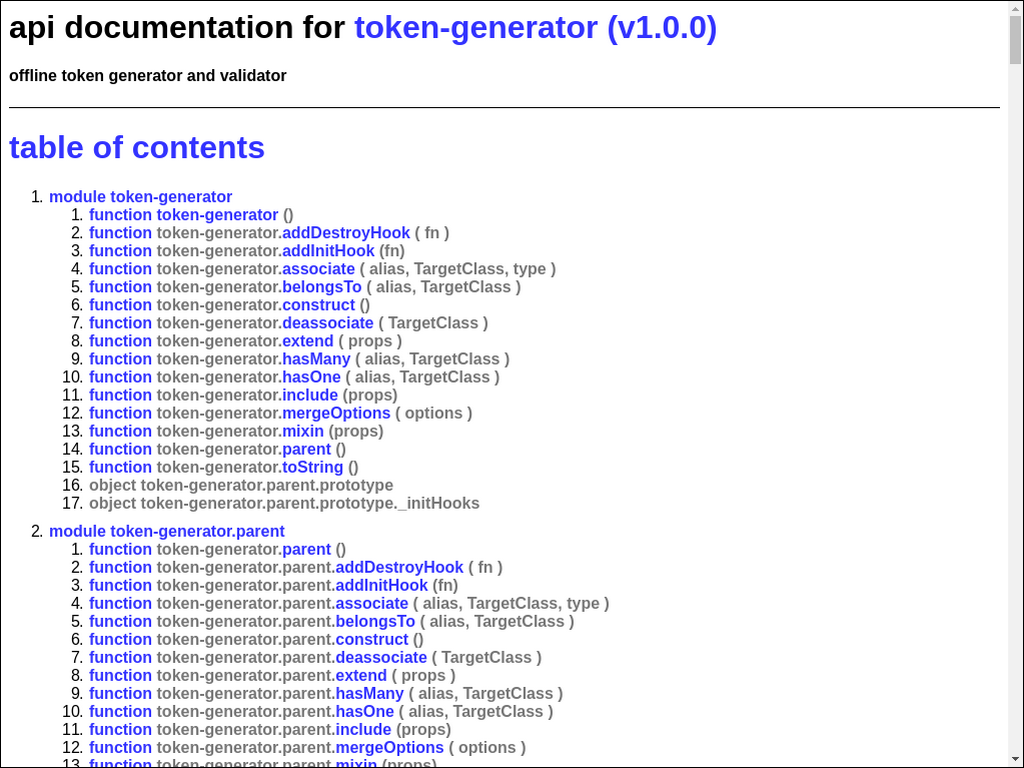 api documentation for token-generator (v1.0.0)
offline token generator and validator
table of contents
1. module token-generator
1. function token-generator ()
2. function token-generator.addDestroyHook ( fn )
3. function token-generator.addInitHook (fn)
4. function token-generator.associate ( alias, TargetClass, type )
5. function token-generator.belongsTo ( alias, TargetClass )
6. function token-generator.construct ()
7. function token-generator.deassociate ( TargetClass )
8. function token-generator.extend ( props )
9. function token-generator.hasMany ( alias, TargetClass )
10. function token-generator.hasOne ( alias, TargetClass )
11. function token-generator.include (props)
12. function token-generator.mergeOptions ( options )
13. function token-generator.mixin (props)
14. function token-generator.parent ()
15. function token-generator.toString ()
16. object token-generator.parent.prototype
17. object token-generator.parent.prototype._initHooks
2. module token-generator.parent
1. function token-generator.parent ()
2. function token-generator.parent.addDestroyHook ( fn )
3. function token-generator.parent.addInitHook (fn)
4. function token-generator.parent.associate ( alias, TargetClass, type )
5. function token-generator.parent.belongsTo ( alias, TargetClass )
6. function token-generator.parent.construct ()
7. function token-generator.parent.deassociate ( TargetClass )
8. function token-generator.parent.extend ( props )
9. function token-generator.parent.hasMany ( alias, TargetClass )
10. function token-generator.parent.hasOne ( alias, TargetClass )
11. function token-generator.parent.include (props)
12. function token-generator.parent.mergeOptions ( options )
13. function token-generator.parent.mixin (props)